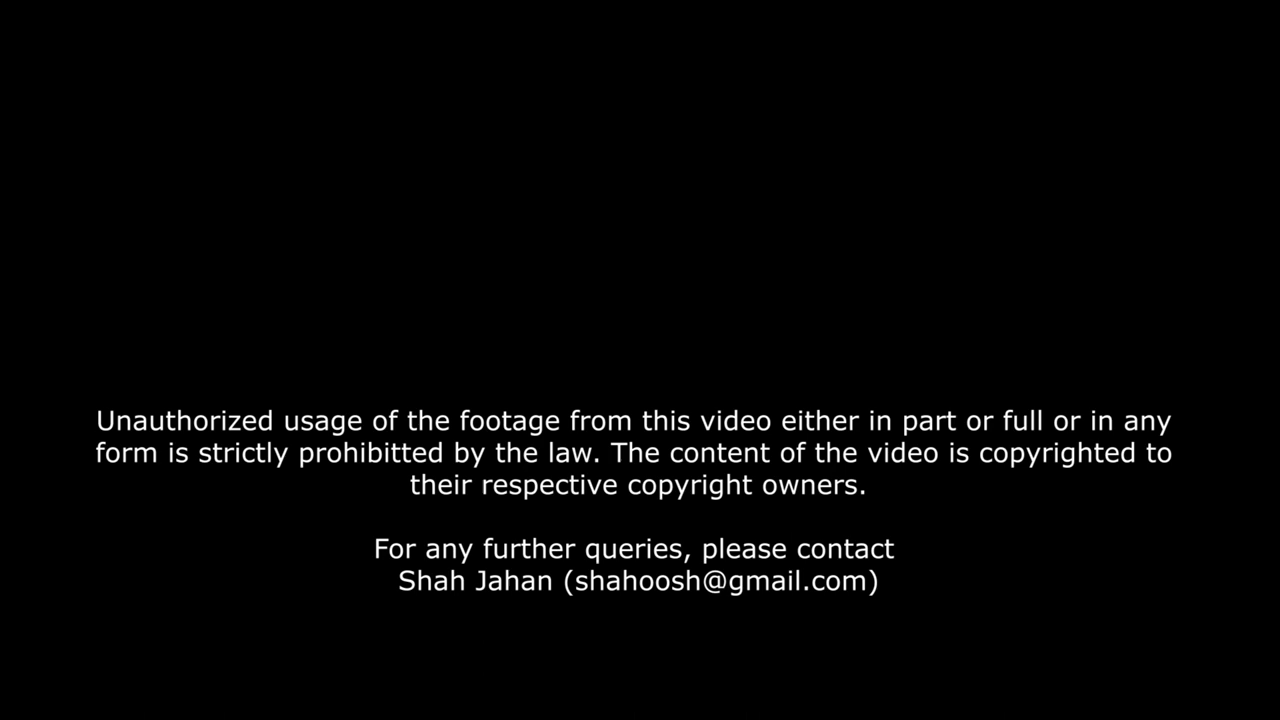 Unauthorized usage of the footage from this video either in part or full or in any
form is strictly prohibitted by the law. The content of the video is copyrighted to
their respective copyright owners.
For any further queries, please contact
Shah Jahan (shahoosh@gmail.com)